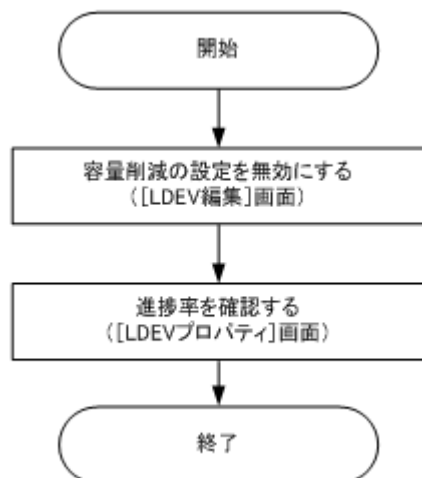 開始
容量削減の設定を無効にする
（[LDEV編集]画面）
進捗率を確認する
（[LDEVプロパティ]画面）
終了